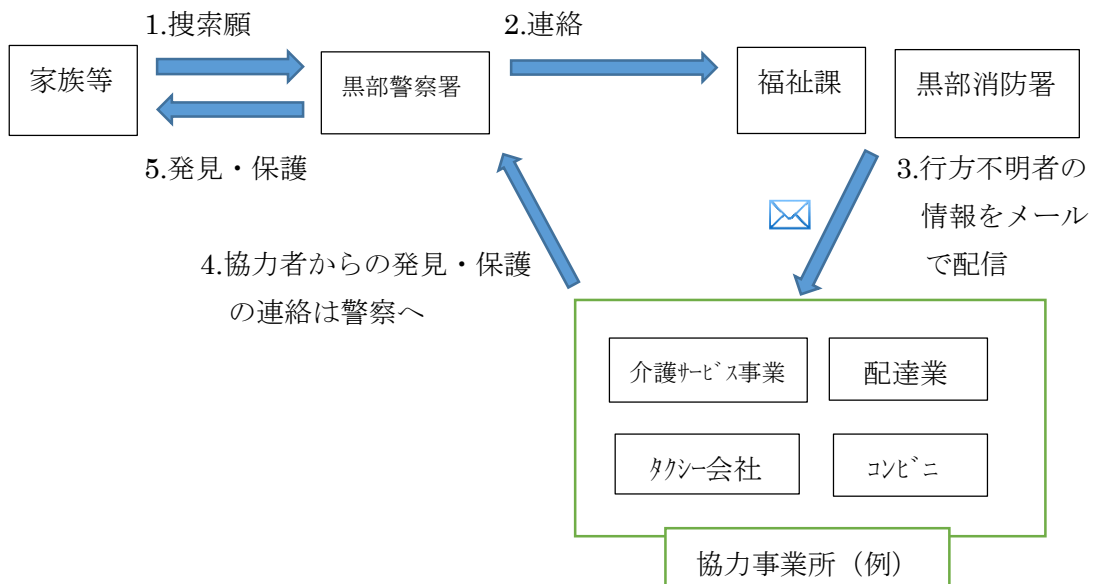 1.捜索願
2.連絡
家族等
黒部警察署
福祉課
黒部消防署
5.発見・保護
3.行方不明者の
情報をメール
で配信
4.協力者からの発見・保護
の連絡は警察へ
介護ｻｰﾋﾞｽ事業
配達業
ﾀｸｼｰ会社
ｺﾝﾋﾞﾆ
協力事業所（例）